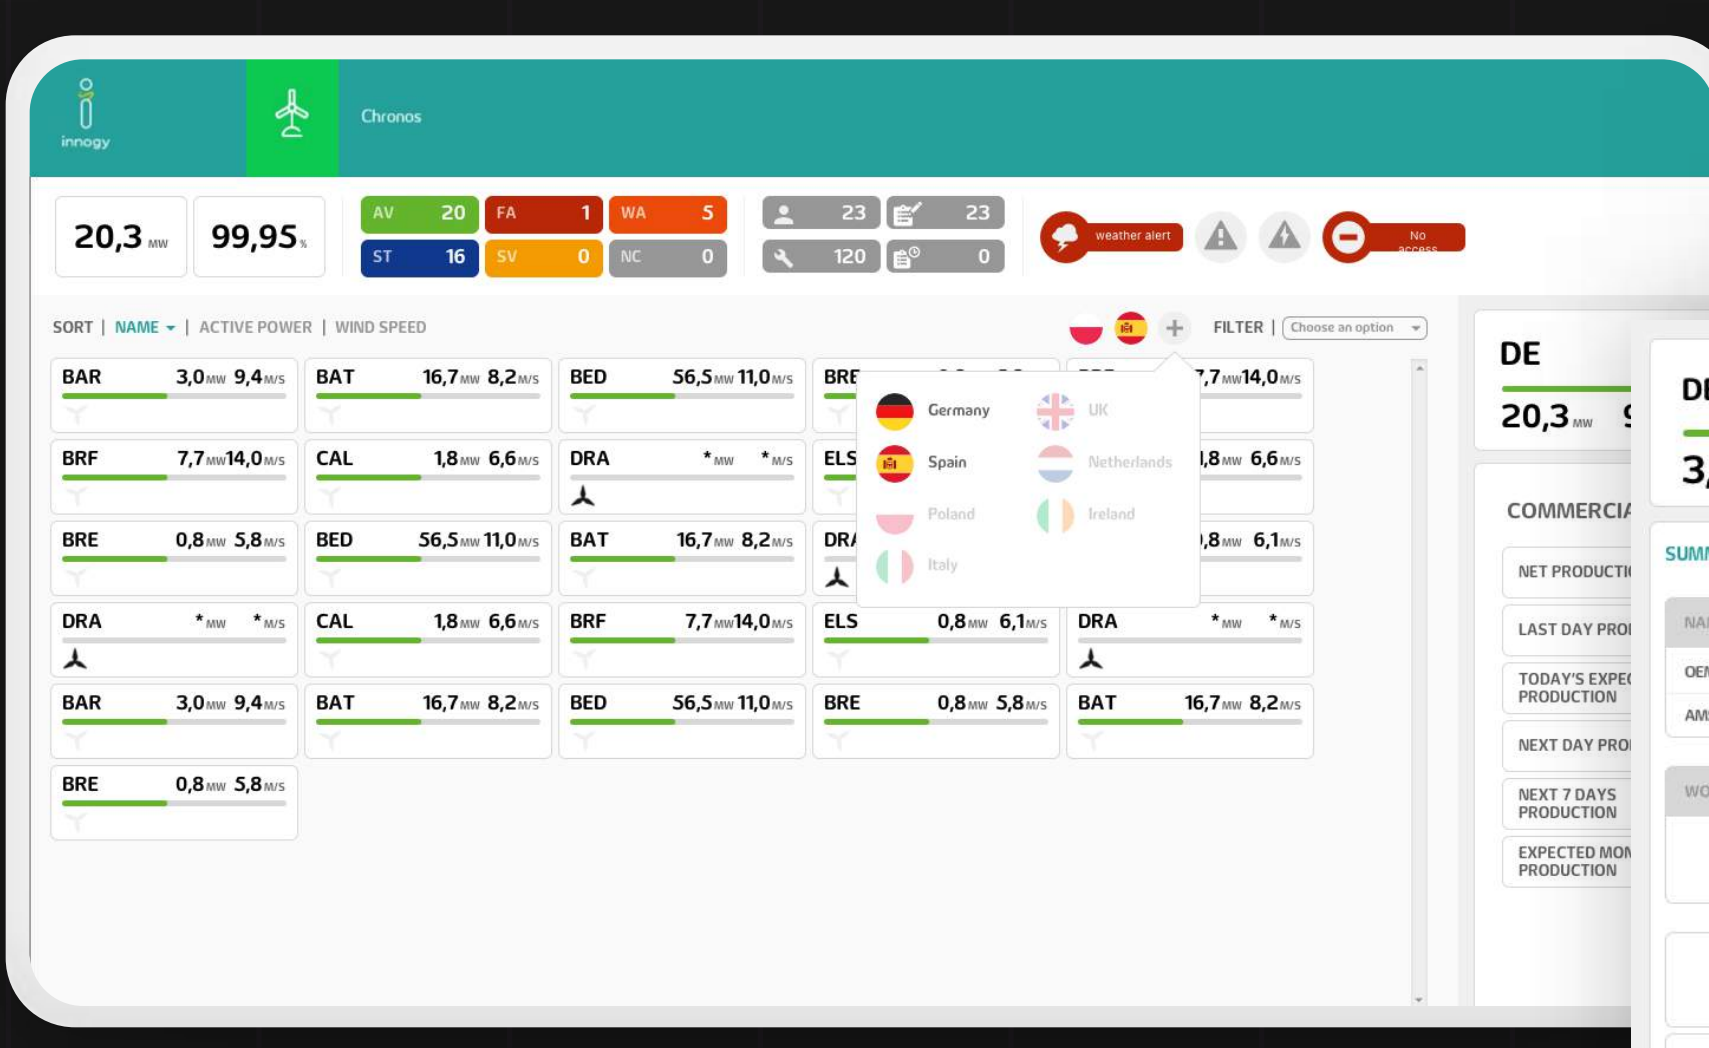 innogy
Chronos
20,3 MW
99,95 %
AV 20 FA 1 WA 5
ST 16 SV 0 NC 0
23 23
120 0
weather alert
No
access
SORT | NAME | ACTIVE POWER | WIND SPEED
FILTER | Choose an option
BAR 3,0 MW 9,4 M/S
BAT 16,7 MW 8,2 M/S
BED 56,5 MW 11,0 M/S
BRE
7,7 MW 14,0 M/S
BRF 7,7 MW 14,0 M/S
CAL 1,8 MW 6,6 M/S
DRA * MW * M/S
ELS
1,8 MW 6,6 M/S
BRE 0,8 MW 5,8 M/S
BED 56,5 MW 11,0 M/S
BAT 16,7 MW 8,2 M/S
DRA
,8 MW 6,1 M/S
Germany UK
Spain Netherlands
Poland Ireland
Italy
DRA * MW * M/S
CAL 1,8 MW 6,6 M/S
BRF 7,7 MW 14,0 M/S
ELS 0,8 MW 6,1 M/S
DRA * MW * M/S
BAR 3,0 MW 9,4 M/S
BAT 16,7 MW 8,2 M/S
BED 56,5 MW 11,0 M/S
BRE 0,8 MW 5,8 M/S
BAT 16,7 MW 8,2 M/S
BRE 0,8 MW 5,8 M/S
DE
20,3 MW 9
COMMERCIA
NET PRODUCTI
LAST DAY PRO
TODAY'S EXPE
PRODUCTION
NEXT DAY PRO
NEXT 7 DAYS
PRODUCTION
EXPECTED MON
PRODUCTION
DE
3,
SUM
NA
OE
AM
WO